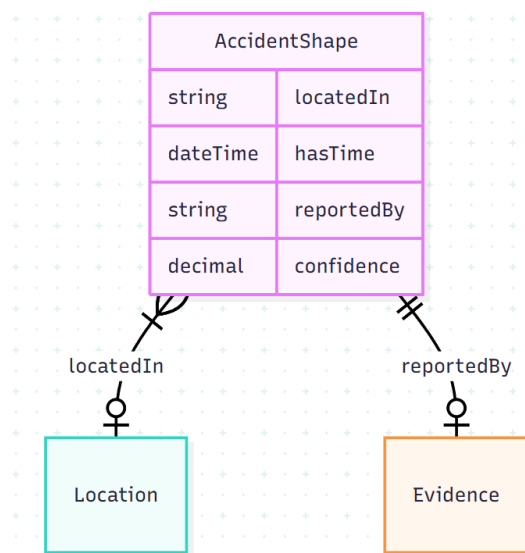 AccidentShape
string locatedIn
dateTime hasTime
string reportedBy
decimal confidence
locatedIn reportedBy
Location Evidence